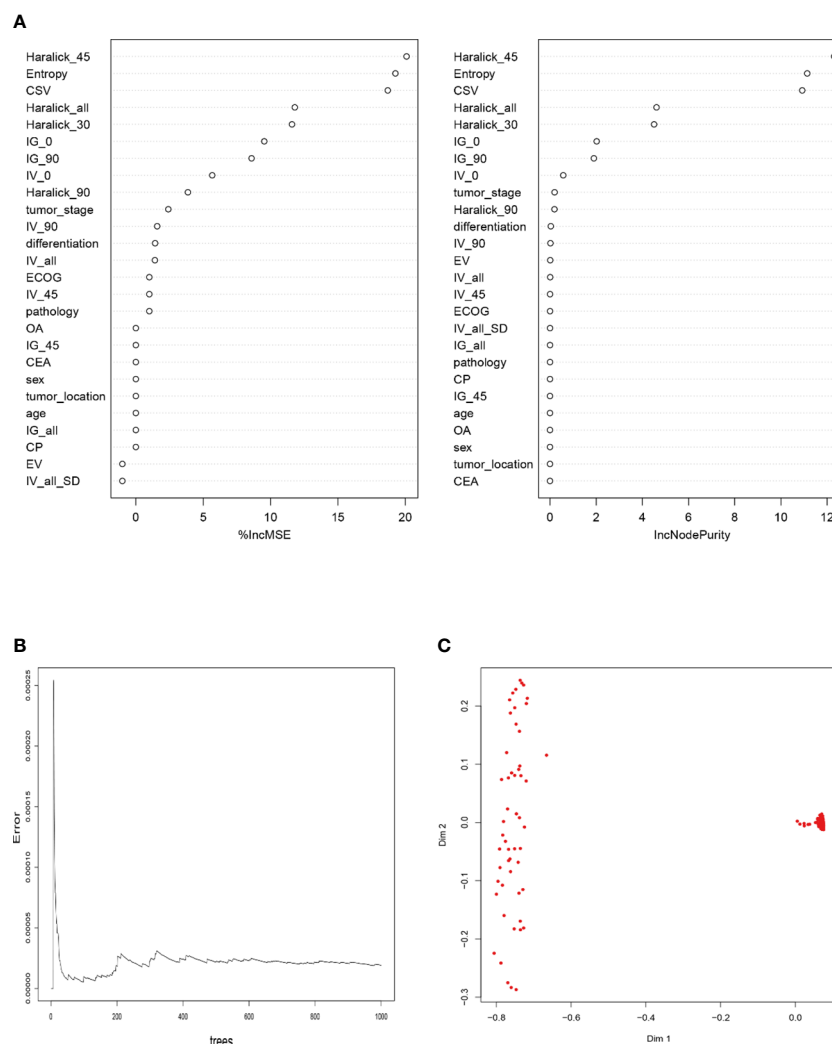 A
Haralick_45
Entropy
CSV
Haralick_all
Haralick_30
IG_0
IG_90
IV_0
Haralick_90
tumor_stage
IV_90
differentiation
IV_all
ECOG
IV_45
pathology
OA
IG_45
CEA
sex
tumor_location
age
IG_all
CP
EV
IV_all_SD
0 5 10 15 20
%IncMSE
Haralick_45
Entropy
CSV
Haralick_all
Haralick_30
IG_0
IG_90
IV_0
tumor_stage
Haralick_90
differentiation
IV_90
EV
IV_all
IV_45
ECOG
IV_all_SD
IG_all
pathology
CP
IG_45
age
OA
sex
tumor_location
CEA
0 2 4 6 8 10 12
IncNodePurity
B
Error
0.00025
0.00020
0.00015
0.00010
0.00005
0.00000
0 200 400 600 800 1000
trees
C
Dim 2
0.2
0.1
0.0
−0.1
−0.2
−0.3
−0.8 −0.6 −0.4 −0.2 0.0
Dim 1